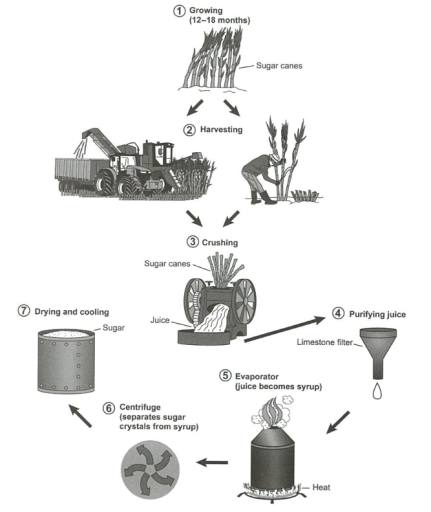 1 Growing
(12–18 months)
Sugar canes
2 Harvesting
3 Crushing
Sugar canes
Juice
4 Purifying juice
Limestone filter
5 Evaporator
(juice becomes syrup)
Heat
6 Centrifuge
(separates sugar
crystals from syrup)
7 Drying and cooling
Sugar